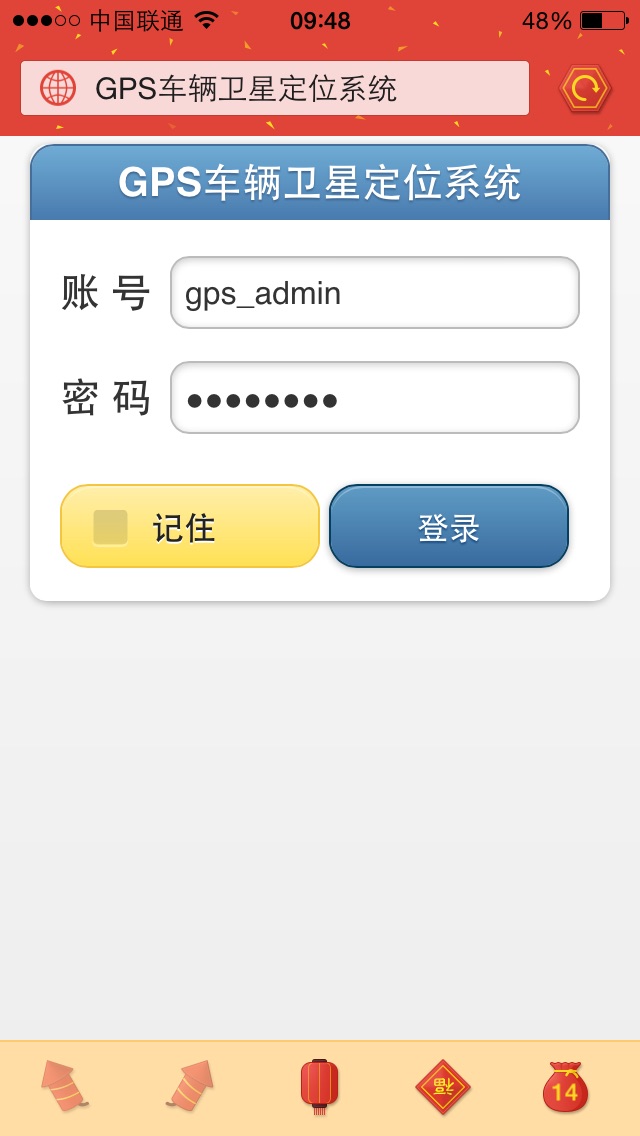 中国联通 09:48 48%
GPS车辆卫星定位系统
GPS车辆卫星定位系统
账 号 gps_admin
密 码 ●●●●●●●●
记住 登录
福 14